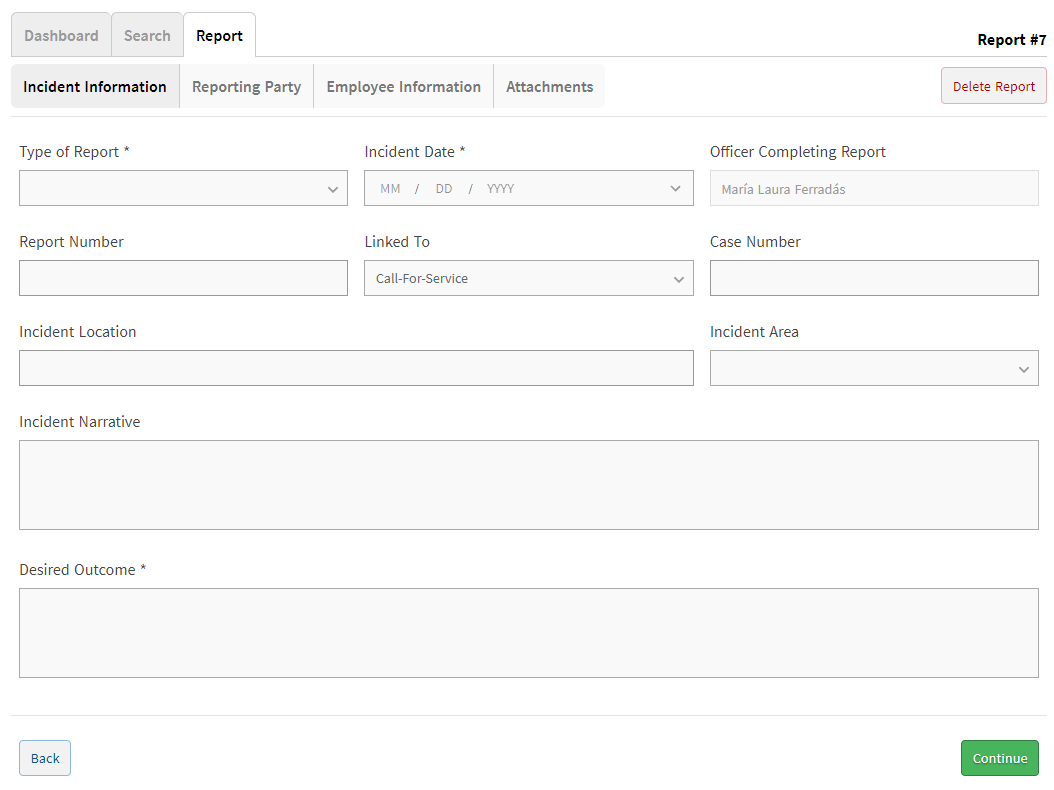 Dashboard Search Report
Report #7
Incident Information Reporting Party Employee Information Attachments Delete Report
Type of Report * Incident Date * Officer Completing Report
MM / DD / YYYY María Laura Ferradás
Report Number Linked To Case Number
Call-For-Service
Incident Location Incident Area
Incident Narrative
Desired Outcome *
Back Continue